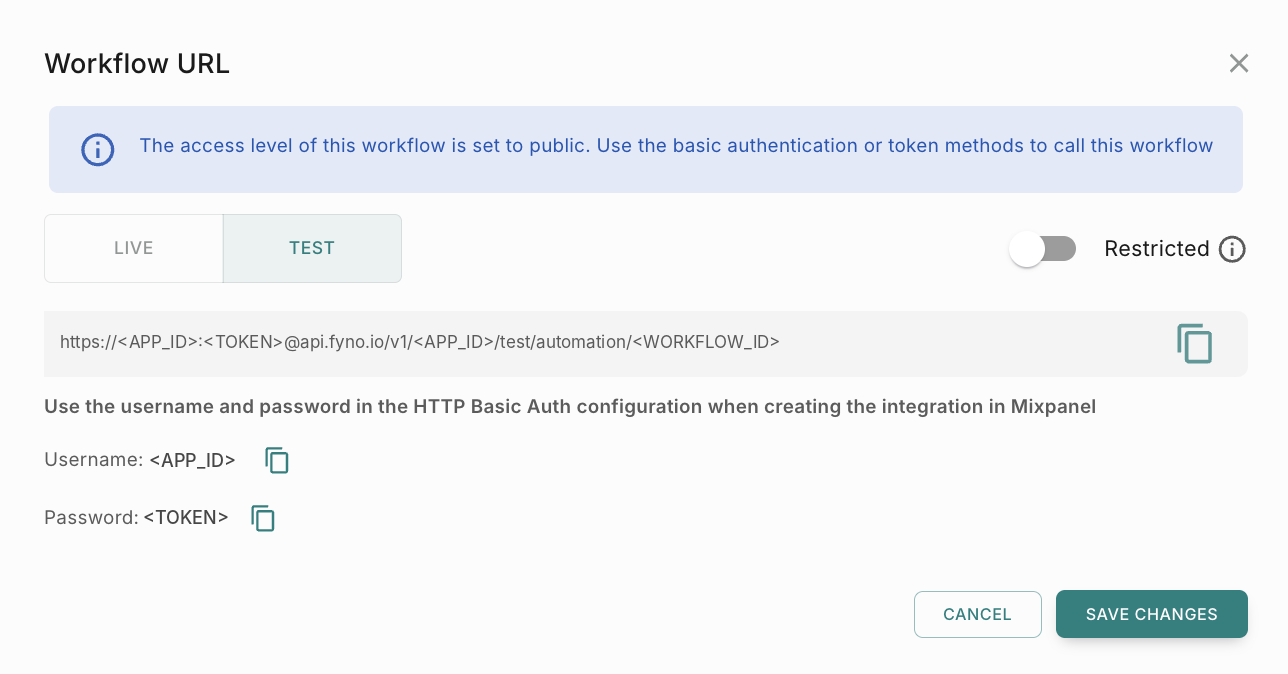 Workflow URL
The access level of this workflow is set to public. Use the basic authentication or token methods to call this workflow
LIVE
TEST
Restricted
https://<APP_ID>:<TOKEN>@api.fyno.io/v1/<APP_ID>/test/automation/<WORKFLOW_ID>
Use the username and password in the HTTP Basic Auth configuration when creating the integration in Mixpanel
Username: <APP_ID>
Password: <TOKEN>
CANCEL
SAVE CHANGES